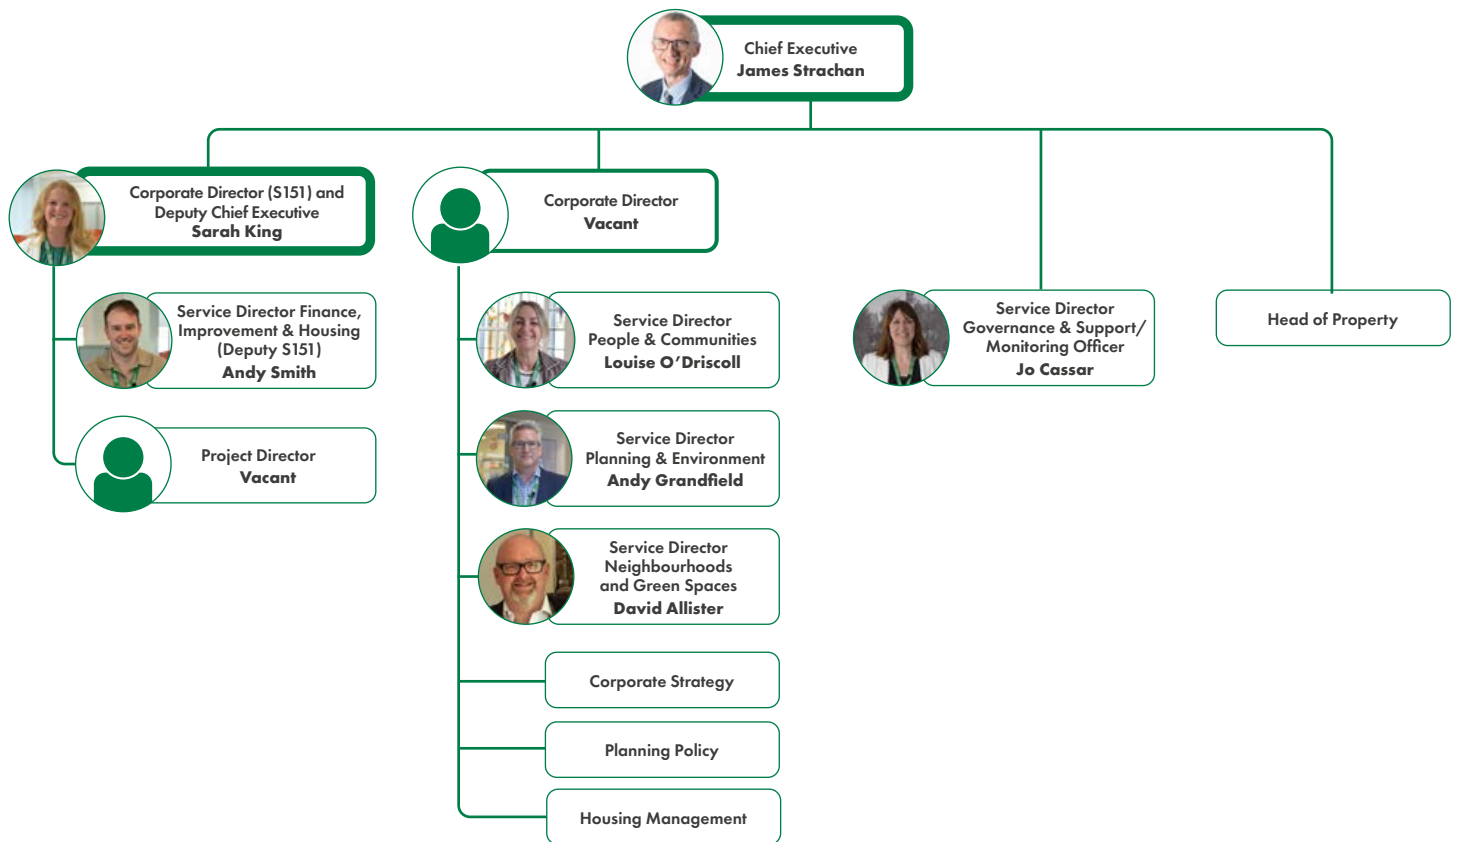 Chief Executive
James Strachan
Corporate Director (S151) and
Deputy Chief Executive
Sarah King
Corporate Director
Vacant
Service Director Finance,
Improvement & Housing
(Deputy S151)
Andy Smith
Project Director
Vacant
Service Director
People & Communities
Louise O’Driscoll
Service Director
Planning & Environment
Andy Grandfield
Service Director
Neighbourhoods
and Green Spaces
David Allister
Corporate Strategy
Planning Policy
Housing Management
Service Director
Governance & Support/
Monitoring Officer
Jo Cassar
Head of Property